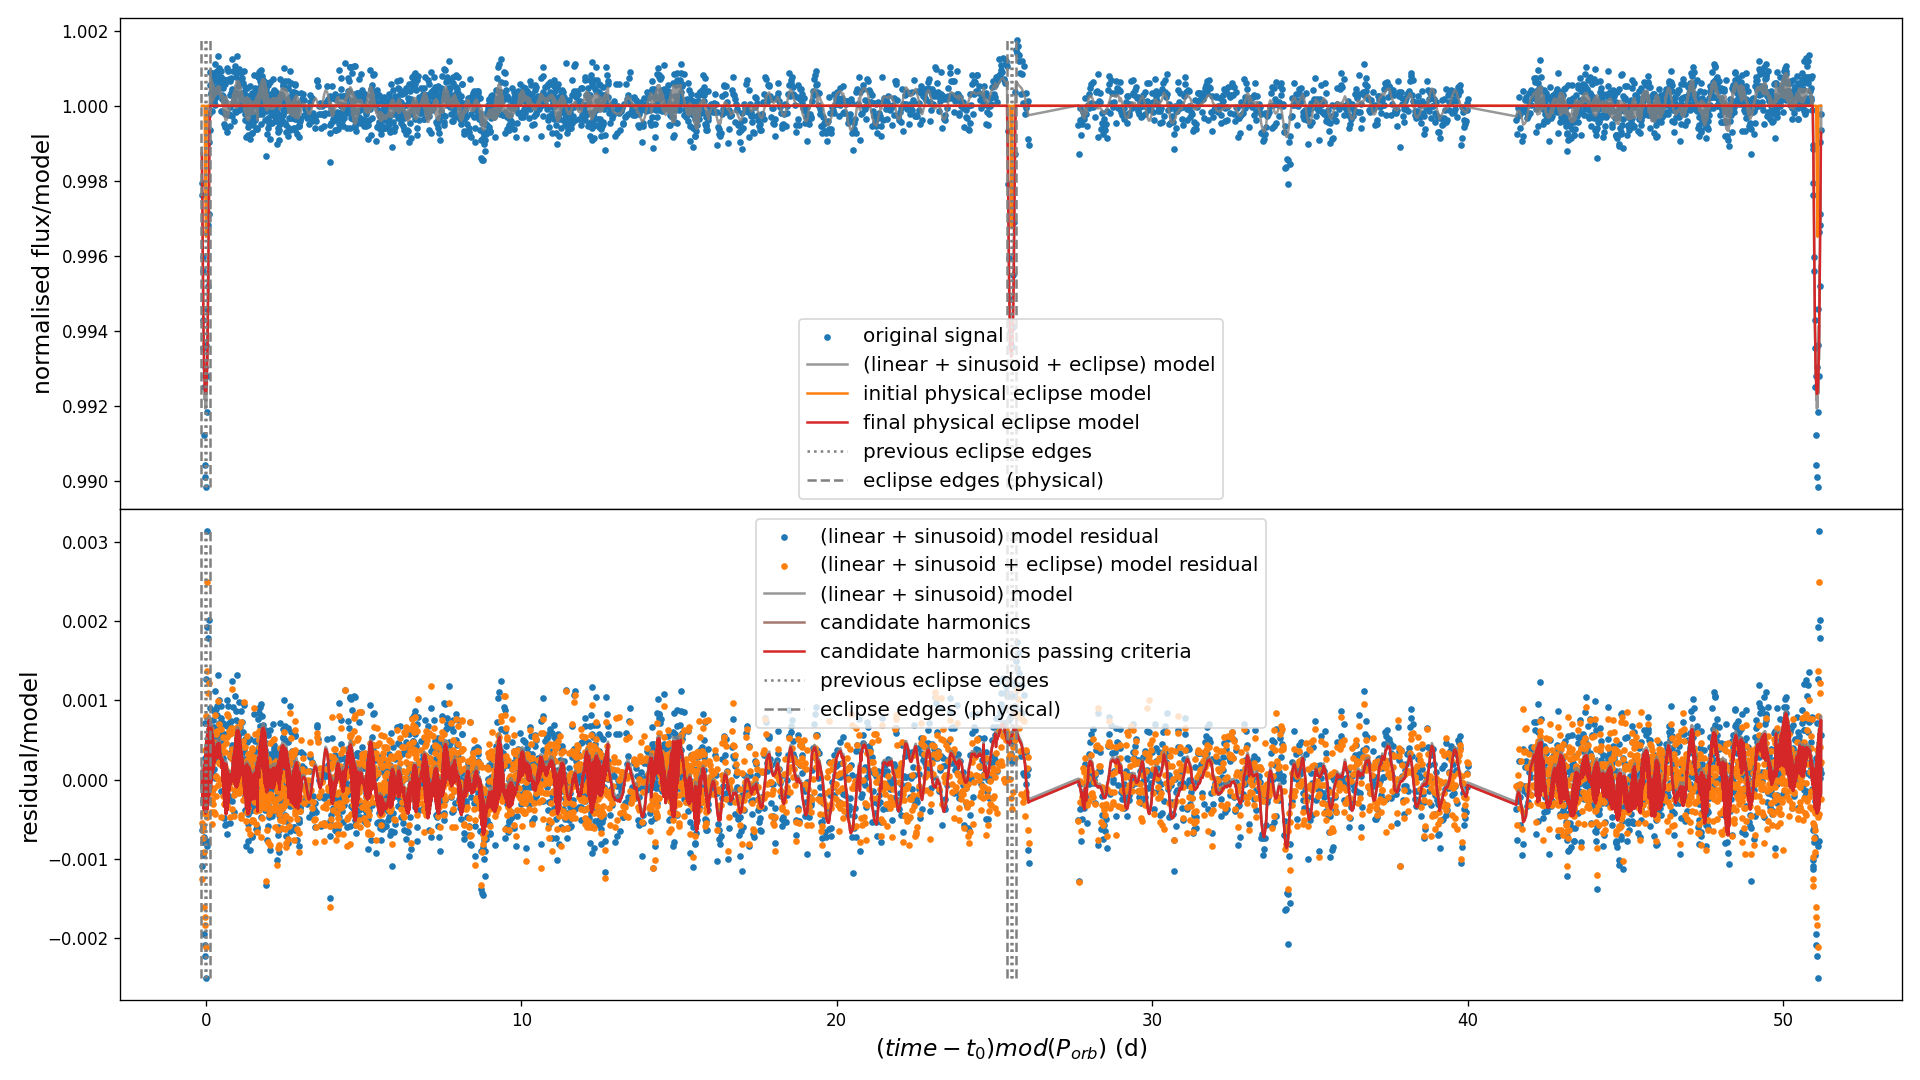 normalised flux/model
1.002
1.000
0.998
0.996
0.994
0.992
0.990
original signal
(linear + sinusoid + eclipse) model
initial physical eclipse model
final physical eclipse model
previous eclipse edges
eclipse edges (physical)
residual/model
0.003
0.002
0.001
0.000
−0.001
−0.002
(linear + sinusoid) model residual
(linear + sinusoid + eclipse) model residual
(linear + sinusoid) model
candidate harmonics
candidate harmonics passing criteria
previous eclipse edges
eclipse edges (physical)
0 10 20 30 40 50
(time − t₀)mod(P_{orb}) (d)